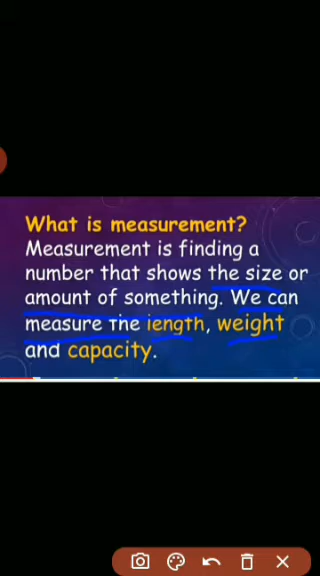 What is measurement?
Measurement is finding a
number that shows the size or
amount of something. We can
measure the length, weight
and capacity.